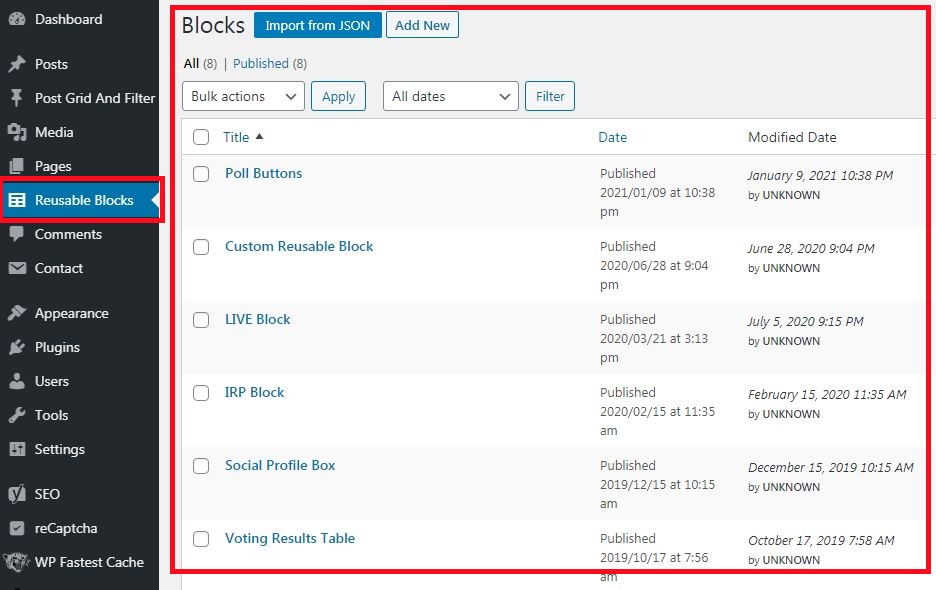 Dashboard
Posts
Post Grid And Filter
Media
Pages
Reusable Blocks
Comments
Contact
Appearance
Plugins
Users
Tools
Settings
SEO
reCaptcha
WP Fastest Cache
Blocks Import from JSON Add New
All (8) | Published (8)
Bulk actions Apply All dates Filter
Title Date Modified Date
Poll Buttons Published January 9, 2021 10:38 PM
2021/01/09 at 10:38 by UNKNOWN
pm
Custom Reusable Block Published June 28, 2020 9:04 PM
2020/06/28 at 9:04 by UNKNOWN
pm
LIVE Block Published July 5, 2020 9:15 PM
2020/03/21 at 3:13 by UNKNOWN
pm
IRP Block Published February 15, 2020 11:35 AM
2020/02/15 at 11:35 by UNKNOWN
am
Social Profile Box Published December 15, 2019 10:15 AM
2019/12/15 at 10:15 by UNKNOWN
am
Voting Results Table Published October 17, 2019 7:58 AM
2019/10/17 at 7:56 by UNKNOWN
am